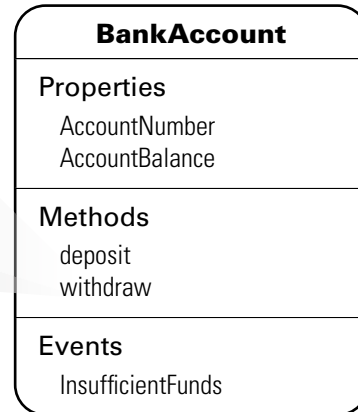 BankAccount
Properties
AccountNumber
AccountBalance
Methods
deposit
withdraw
Events
InsufficientFunds